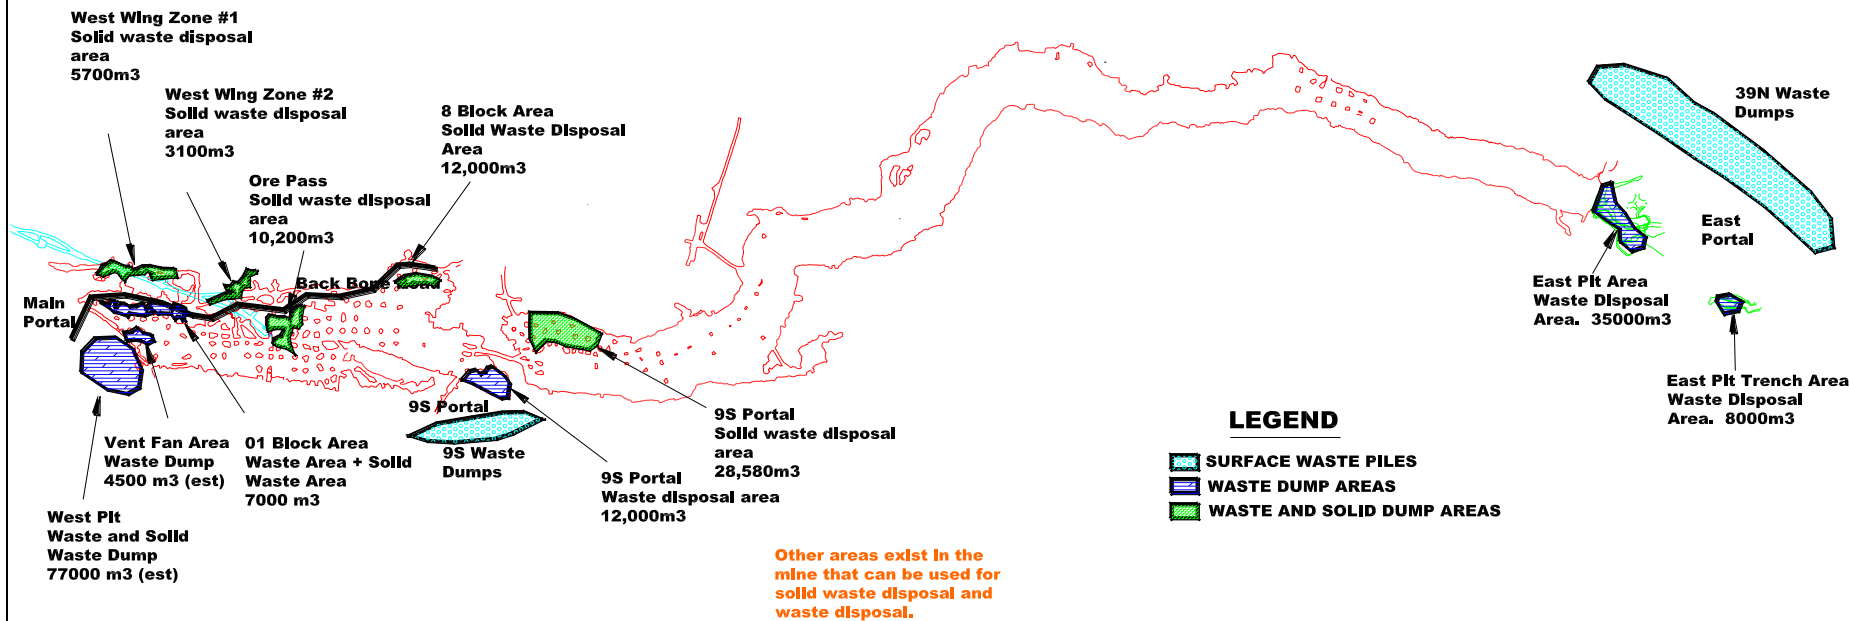 West Wing Zone #1
Solid waste disposal
area
5700m3
West Wing Zone #2
Solid waste disposal
area
3100m3
Ore Pass
Solid waste disposal
area
10,200m3
8 Block Area
Solid Waste Disposal
Area
12,000m3
39N Waste
Dumps
East
Portal
East Pit Area
Waste Disposal
Area. 35000m3
East Pit Trench Area
Waste Disposal
Area. 8000m3
Main
Portal
Back Bone Road
9S Portal
9S Waste
Dumps
9S Portal
Solid waste disposal
area
28,580m3
9S Portal
Waste disposal area
12,000m3
Vent Fan Area
Waste Dump
4500 m3 (est)
01 Block Area
Waste Area + Solid
Waste Area
7000 m3
West Pit
Waste and Solid
Waste Dump
77000 m3 (est)
LEGEND
SURFACE WASTE PILES
WASTE DUMP AREAS
WASTE AND SOLID DUMP AREAS
Other areas exist in the
mine that can be used for
solid waste disposal and
waste disposal.